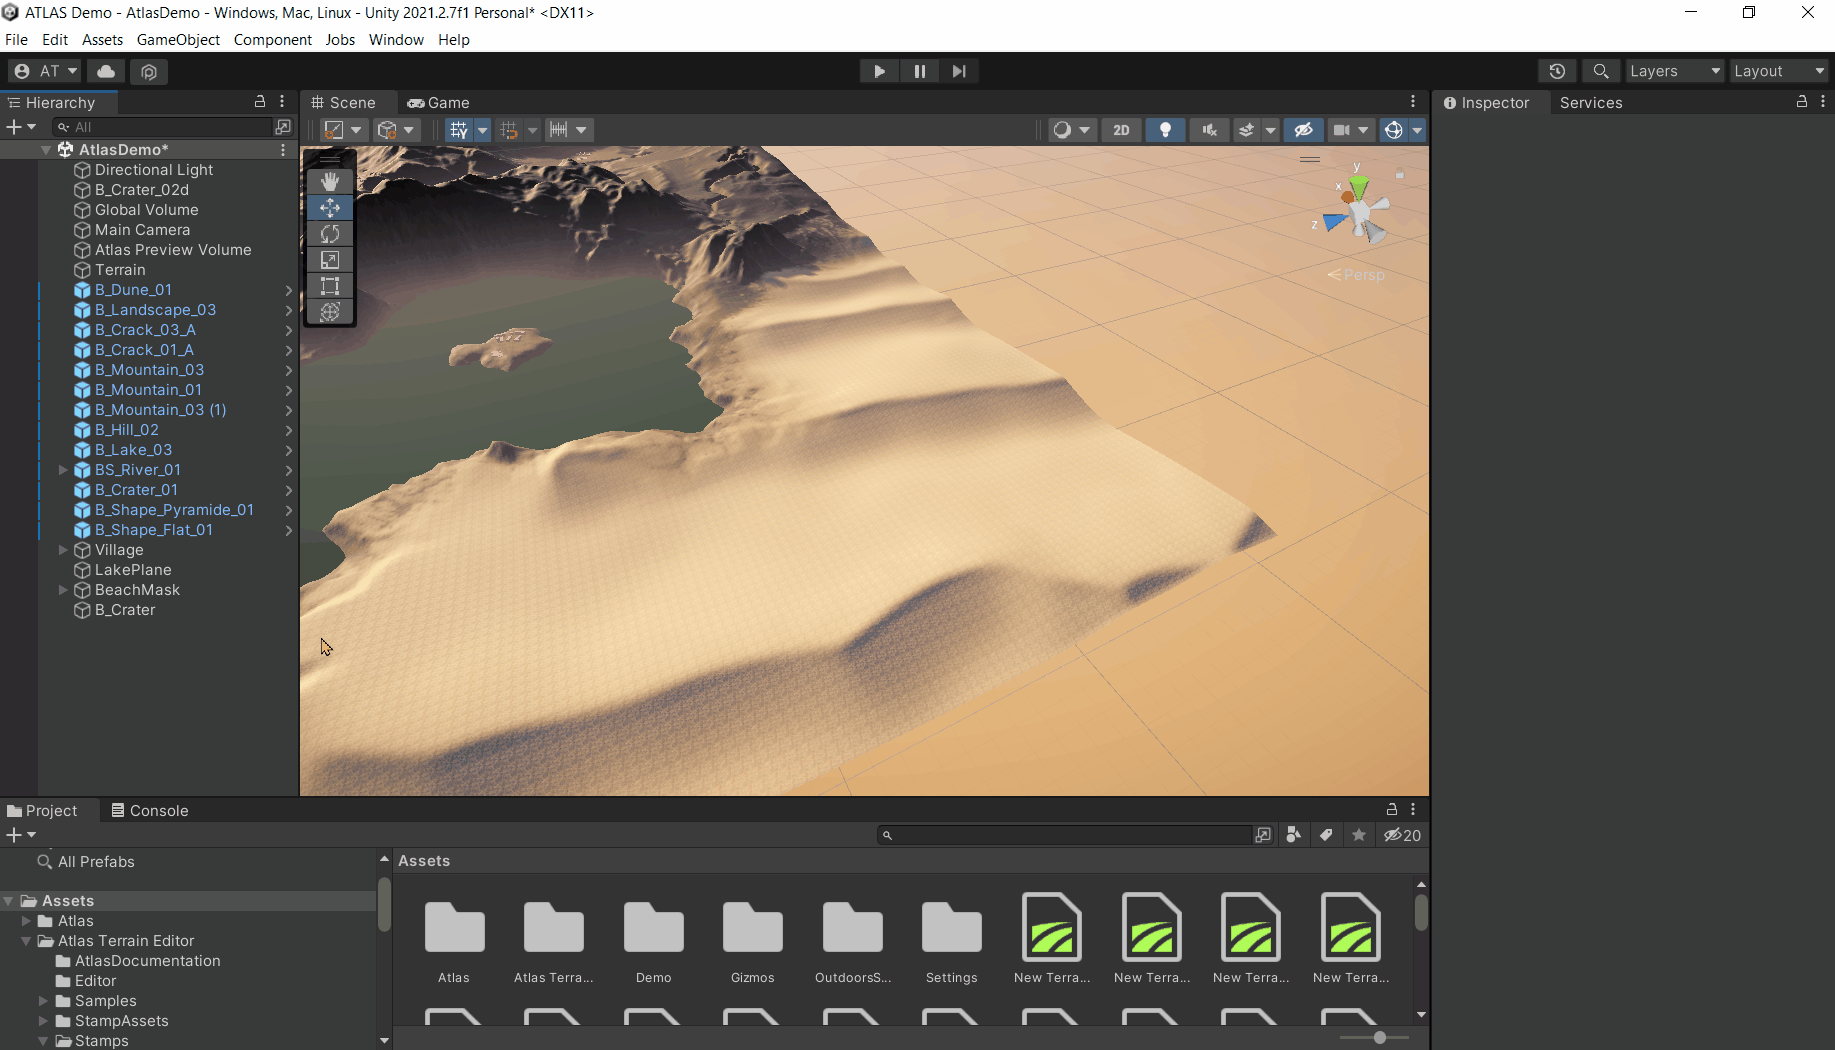 ATLAS Demo - AtlasDemo - Windows, Mac, Linux - Unity 2021.2.7f1 Personal* <DX11>
File Edit Assets GameObject Component Jobs Window Help
AT
Layers
Layout
Hierarchy
Scene
Game
Inspector
Services
All
2D
AtlasDemo*
Directional Light
B_Crater_02d
Global Volume
Main Camera
Atlas Preview Volume
Terrain
B_Dune_01
B_Landscape_03
B_Crack_03_A
B_Crack_01_A
B_Mountain_03
B_Mountain_01
B_Mountain_03 (1)
B_Hill_02
B_Lake_03
BS_River_01
B_Crater_01
B_Shape_Pyramide_01
B_Shape_Flat_01
Village
LakePlane
BeachMask
B_Crater
y
x
z
Persp
Project
Console
20
All Prefabs
Assets
Atlas
Atlas Terrain Editor
AtlasDocumentation
Editor
Samples
StampAssets
Stamps
Assets
Atlas
Atlas Terra...
Demo
Gizmos
OutdoorsS...
Settings
New Terra...
New Terra...
New Terra...
New Terra...